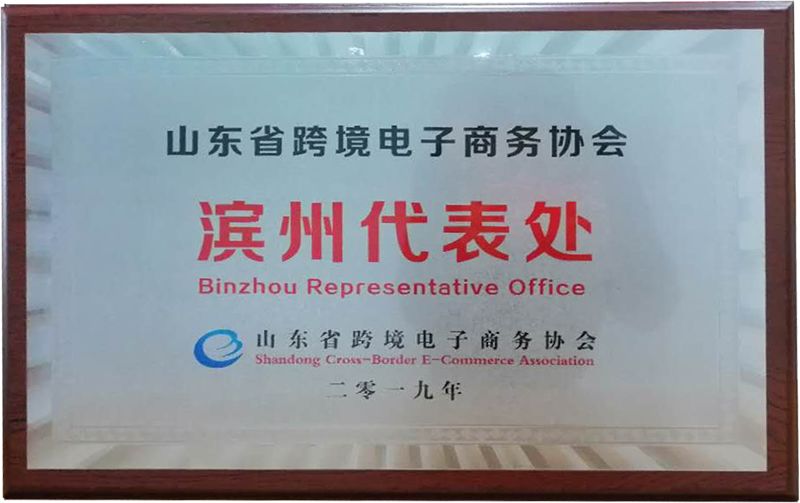 山东省跨境电子商务协会
滨州代表处
Binzhou Representative Office
山东省跨境电子商务协会
Shandong Cross-Border E-Commerce Association
二零一九年